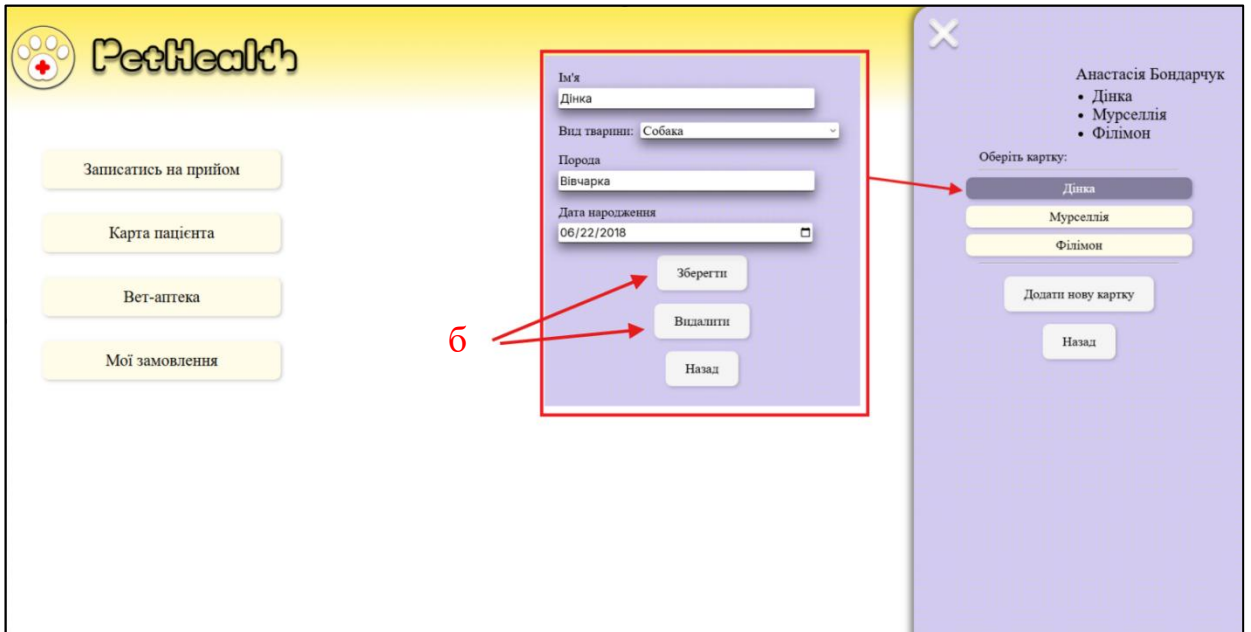 PetHealth
Записатись на прийом
Карта пацієнта
Вет-аптека
Мої замовлення
Ім'я
Дінка
Вид тварини: Собака
Порода
Вівчарка
Дата народження
06/22/2018
Зберегти
Видалити
Назад
б
Анастасія Бондарчук
• Дінка
• Мурселлія
• Філімон
Оберіть картку:
Дінка
Мурселлія
Філімон
Додати нову картку
Назад